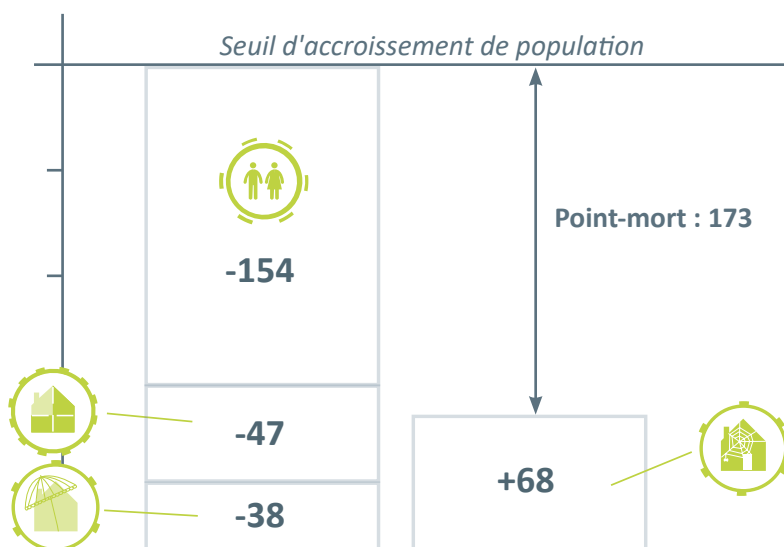 Seuil d'accroissement de population
Point-mort : 173
-154
-47
+68
-38